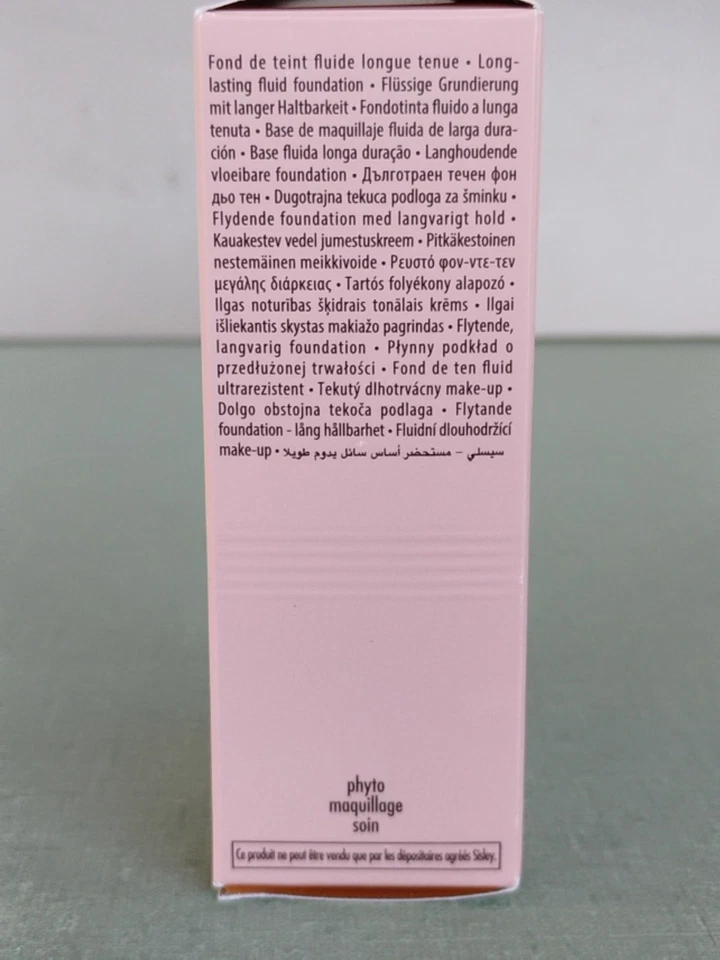 Fond de teint fluide longue tenue • Long-
lasting fluid foundation • Flüssige Grundierung
mit langer Haltbarkeit • Fondotinta fluido a lunga
tenuta • Base de maquillaje fluida de larga dura-
ción • Base fluida longa duração • Langhoudende
vloeibare foundation • Дълготраен течен фон
дьо тен • Dugotrajna tekuca podloga za šminku •
Flydende foundation med langvarigt hold •
Kauakestev vedel jumestuskreem • Pitkäkestoinen
nestemäinen meikkivoide • Ρευστό φον-ντε-τεν
μεγάλης διάρκειας • Tartós folyékony alapozó •
Ilgas noturības šķidrais tonālais krēms • Ilgai
išliekantis skystas makiažo pagrindas • Flytende,
langvarig foundation • Płynny podkład o
przedłużonej trwałości • Fond de ten fluid
ultrarezistent • Tekutý dlhotrvácny make-up •
Dolgo obstojna tekoča podlaga • Flytande
foundation - lång hållbarhet • Fluidní dlouhodržící
make-up • سيسلي – مستحضر أساس سائل يدوم طويلا
phyto
maquillage
soin
Ce produit ne peut être vendu que par les dépositaires agréés Sisley.